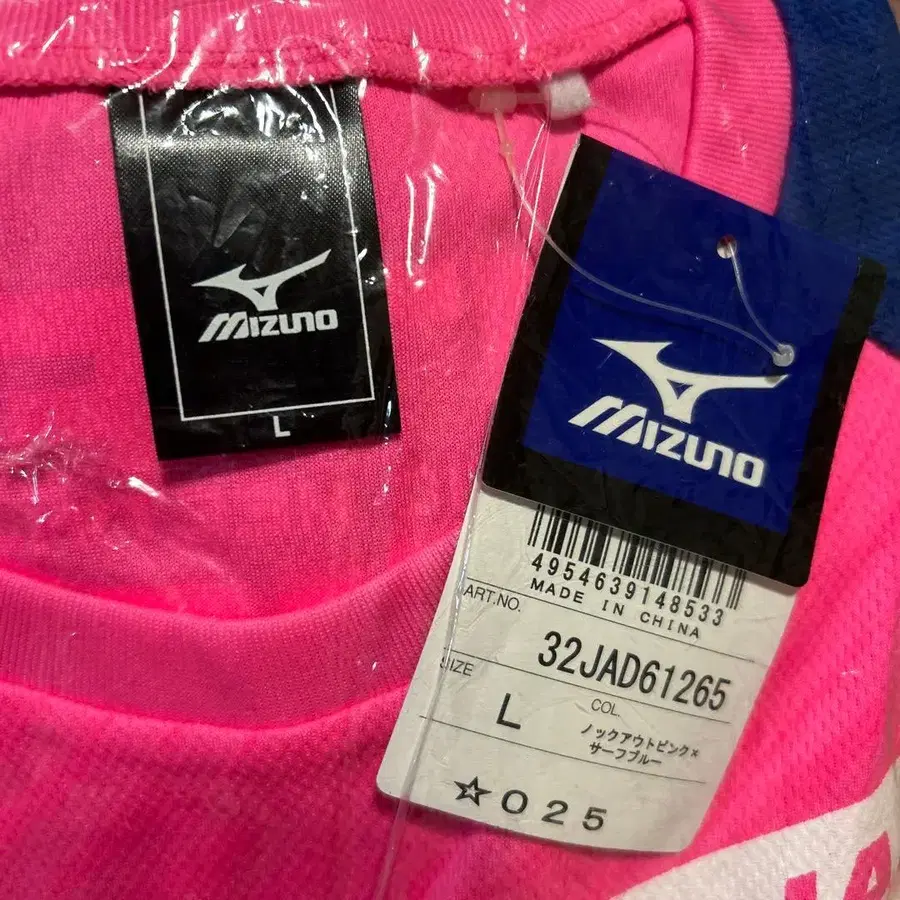 MIZUNO
L
MIZUNO
4954639148533
MADE IN CHINA
ART.NO.
32JAD61265
SIZE
L
COL.
ノックアウトピンク×
サーフブルー
☆025